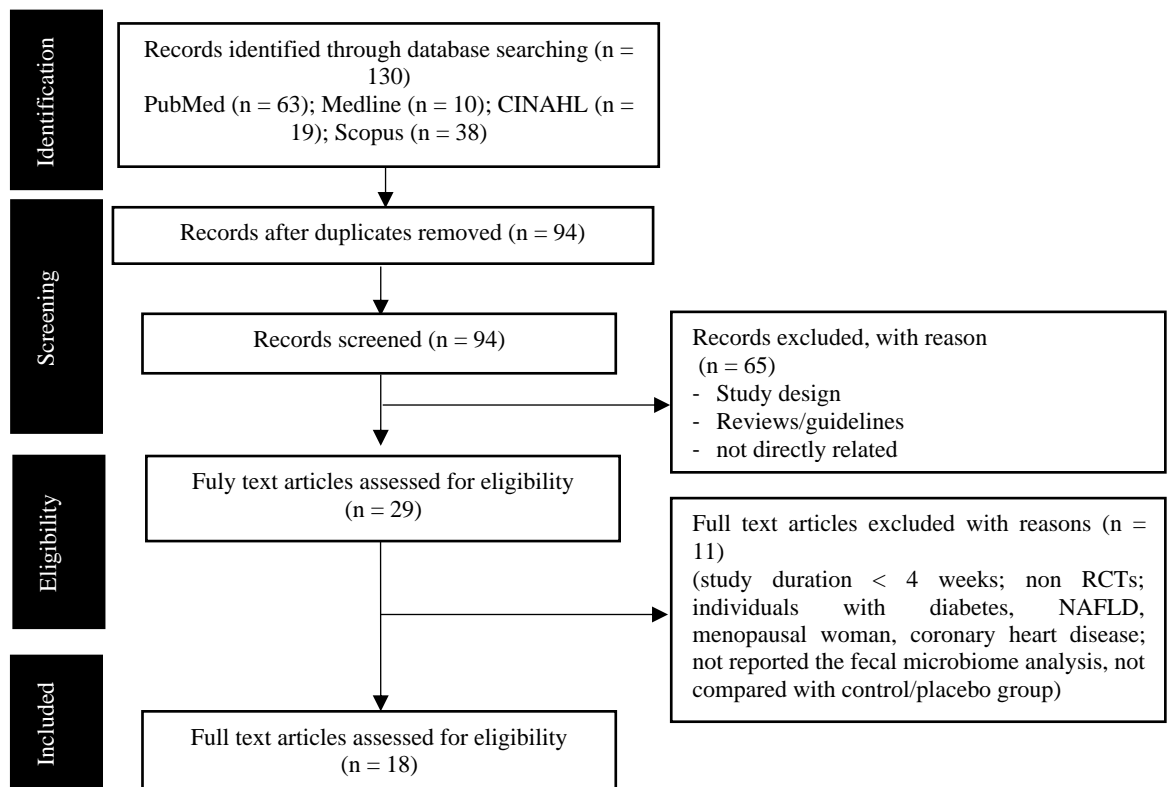 Identification
Records identified through database searching (n =
130)
PubMed (n = 63); Medline (n = 10); CINAHL (n =
19); Scopus (n = 38)
Screening
Records after duplicates removed (n = 94)
Records screened (n = 94)
Records excluded, with reason
(n = 65)
- Study design
- Reviews/guidelines
- not directly related
Eligibility
Fuly text articles assessed for eligibility
(n = 29)
Full text articles excluded with reasons (n =
11)
(study duration < 4 weeks; non RCTs;
individuals with diabetes, NAFLD,
menopausal woman, coronary heart disease;
not reported the fecal microbiome analysis, not
compared with control/placebo group)
Included
Full text articles assessed for eligibility
(n = 18)